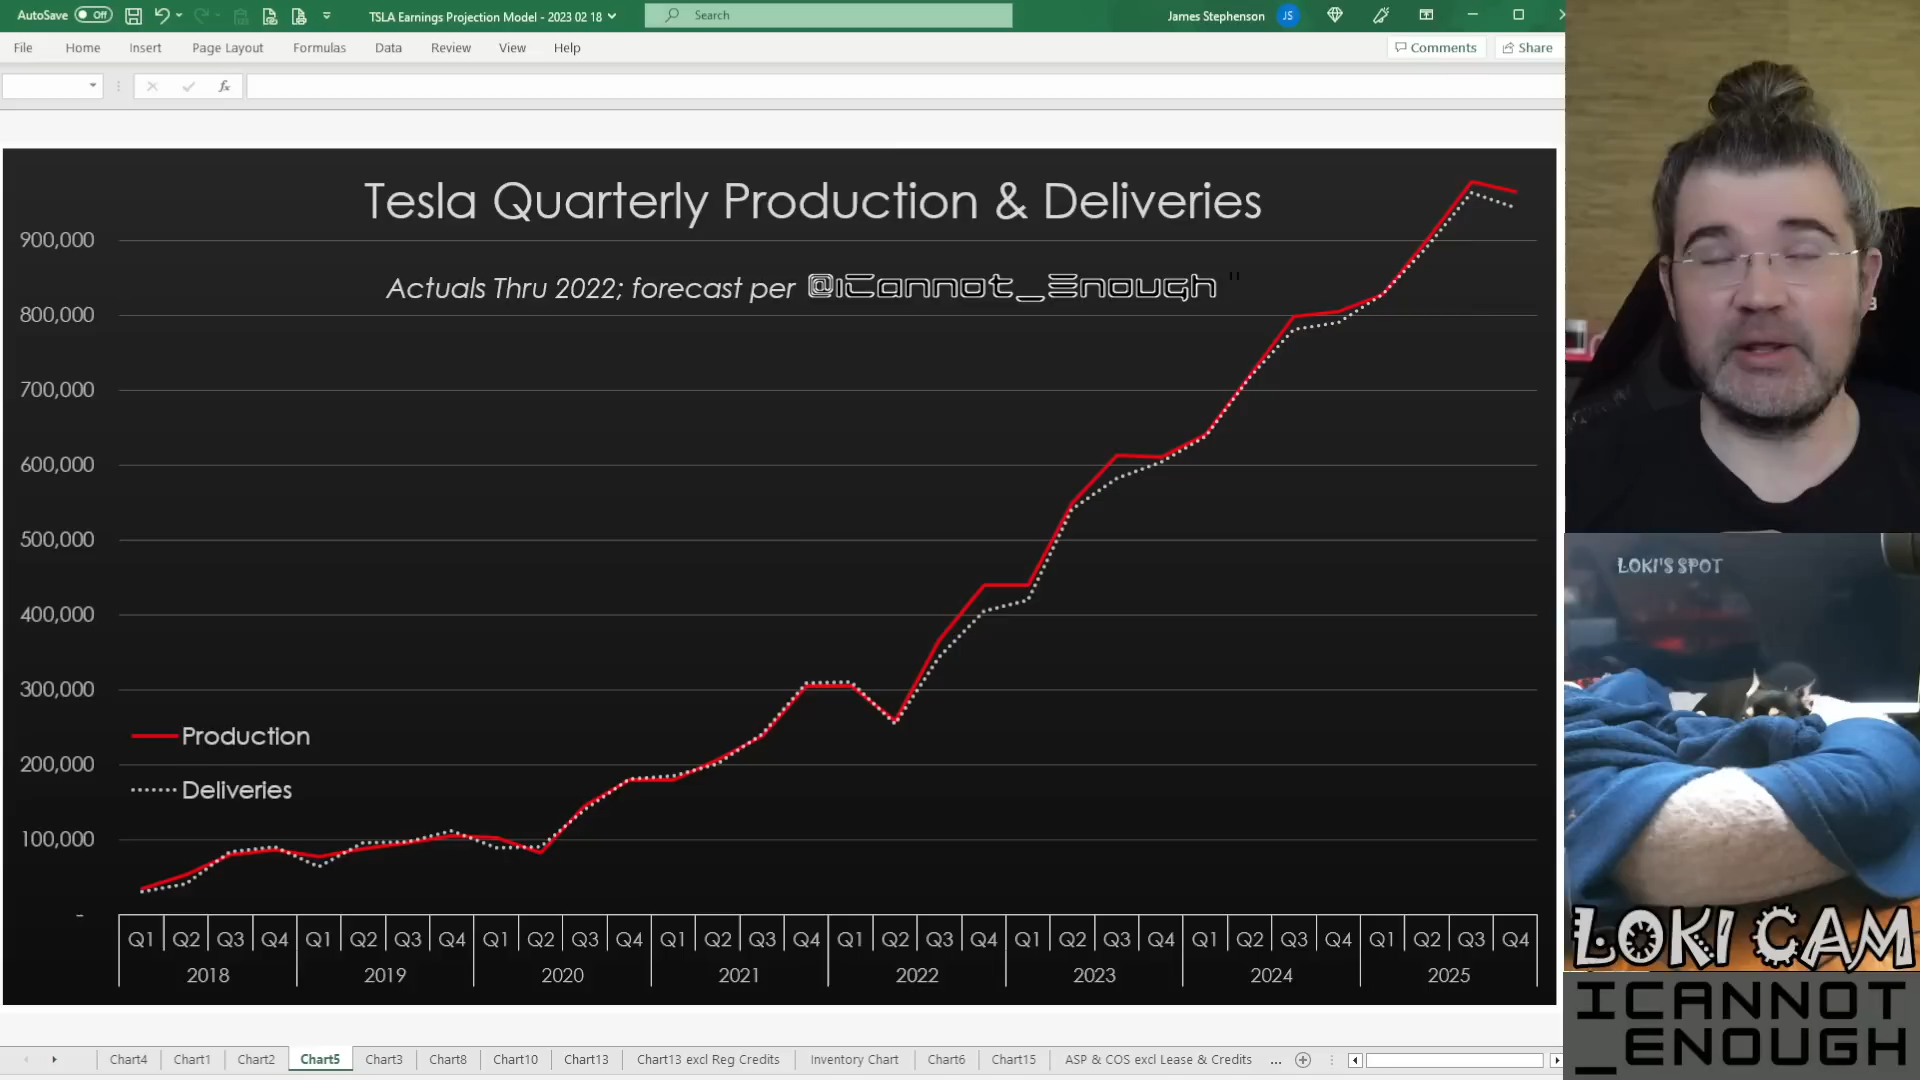 AutoSave Off TSLA Earnings Projection Model - 2023 02 18 Search James Stephenson JS
File Home Insert Page Layout Formulas Data Review View Help Comments Share
fx
Tesla Quarterly Production & Deliveries
Actuals Thru 2022; forecast per @iCannot_Enough "
900,000
800,000
700,000
600,000
500,000
400,000
300,000
200,000
100,000
-
Production
Deliveries
Q1 Q2 Q3 Q4 Q1 Q2 Q3 Q4 Q1 Q2 Q3 Q4 Q1 Q2 Q3 Q4 Q1 Q2 Q3 Q4 Q1 Q2 Q3 Q4 Q1 Q2 Q3 Q4 Q1 Q2 Q3 Q4
2018 2019 2020 2021 2022 2023 2024 2025
Chart4 Chart1 Chart2 Chart5 Chart3 Chart8 Chart10 Chart13 Chart13 excl Reg Credits Inventory Chart Chart6 Chart15 ASP & COS excl Lease & Credits ...
LOKI'S SPOT
LOKI CAM
ICANNOT
_ENOUGH